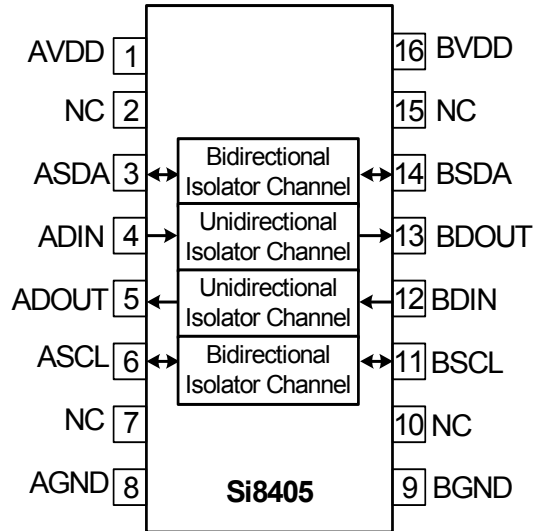 AVDD 1 16 BVDD
NC 2 15 NC
ASDA 3 Bidirectional Isolator Channel 14 BSDA
ADIN 4 Unidirectional Isolator Channel 13 BDOUT
ADOUT 5 Unidirectional Isolator Channel 12 BDIN
ASCL 6 Bidirectional Isolator Channel 11 BSCL
NC 7 10 NC
AGND 8 Si8405 9 BGND